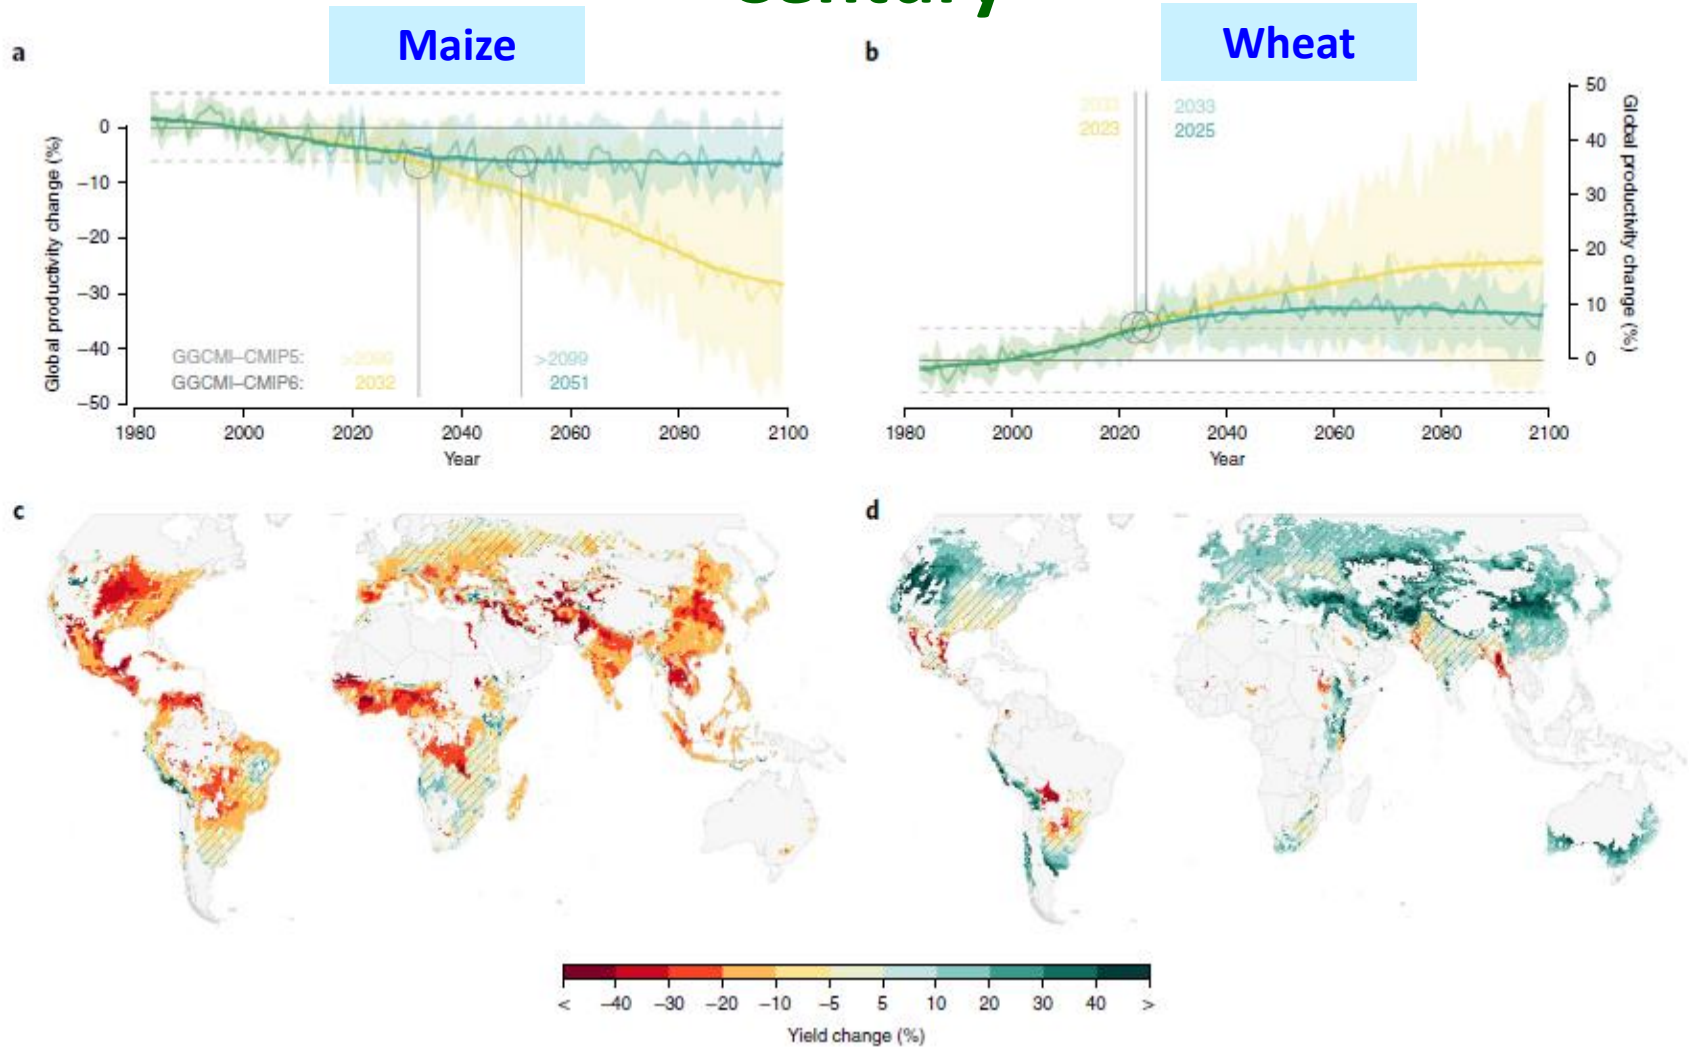 Maize
Wheat
a
b
Global productivity change (%)
0
−10
−20
−30
−40
−50
GGCMI–CMIP5: >2099 >2099
GGCMI–CMIP6: 2032 2051
1980 2000 2020 2040 2060 2080 2100
Year
2033
2023 2025
50
40
30
20
10
0
Global productivity change (%)
1980 2000 2020 2040 2060 2080 2100
Year
c
d
< −40 −30 −20 −10 −5 5 10 20 30 40 >
Yield change (%)